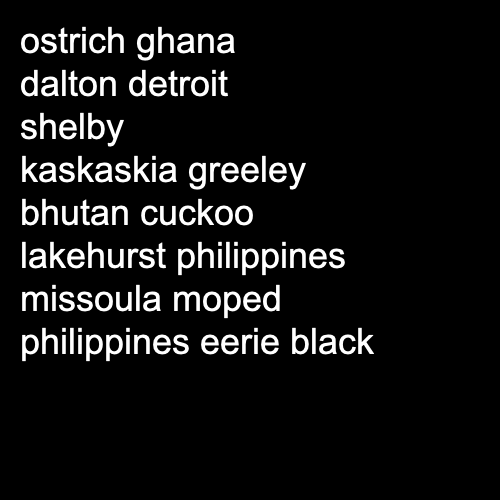 ostrich ghana
dalton detroit
shelby
kaskaskia greeley
bhutan cuckoo
lakehurst philippines
missoula moped
philippines eerie black